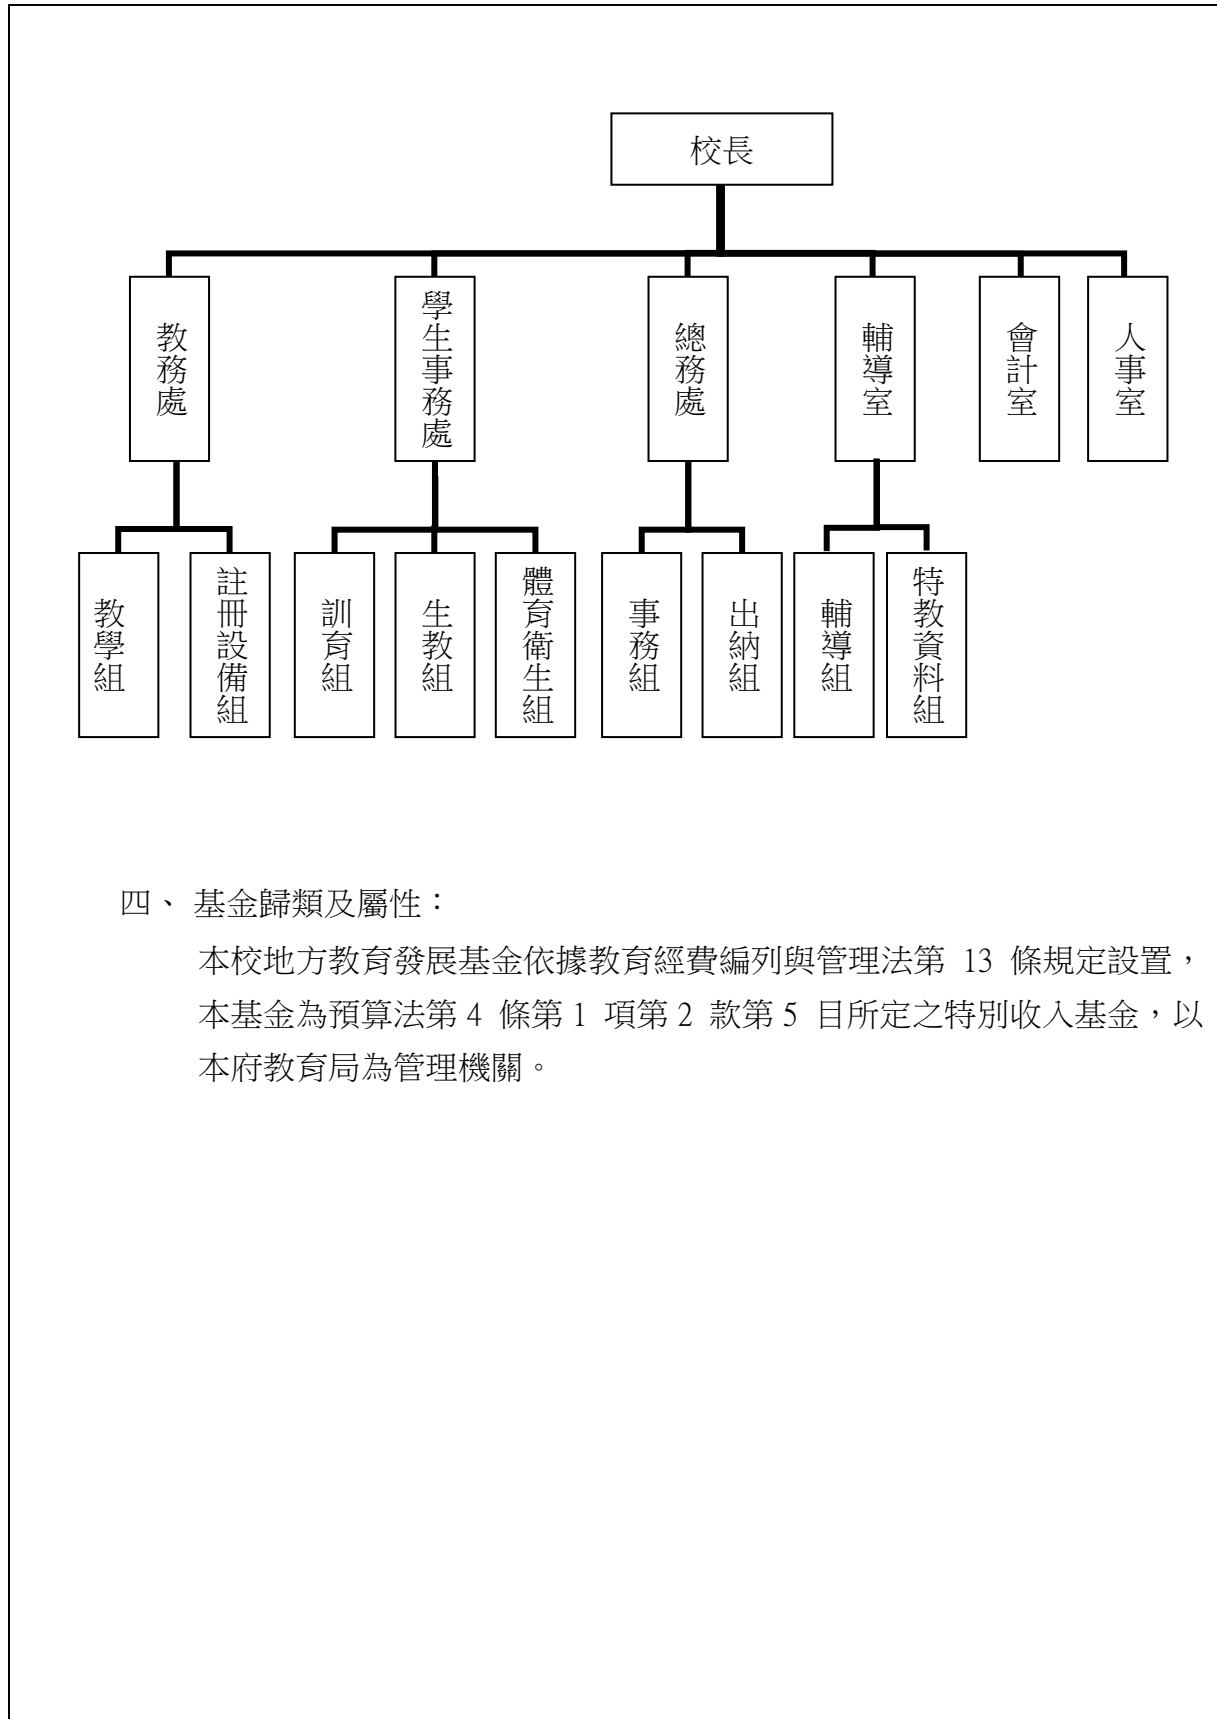 校長
教務處
學生事務處
總務處
輔導室
會計室
人事室
教學組
註冊設備組
訓育組
生教組
體育衛生組
事務組
出納組
輔導組
特教資料組
四、 基金歸類及屬性：
本校地方教育發展基金依據教育經費編列與管理法第 13 條規定設置，
本基金為預算法第 4 條第 1 項第 2 款第 5 目所定之特別收入基金，以
本府教育局為管理機關。